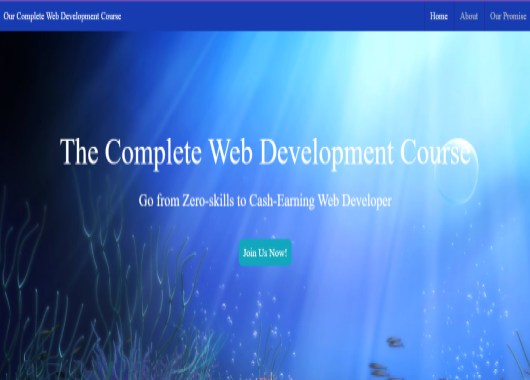 Our Complete Web Development Course
Home About Our Promise
The Complete Web Development Course
Go from Zero-skills to Cash-Earning Web Developer
Join Us Now!